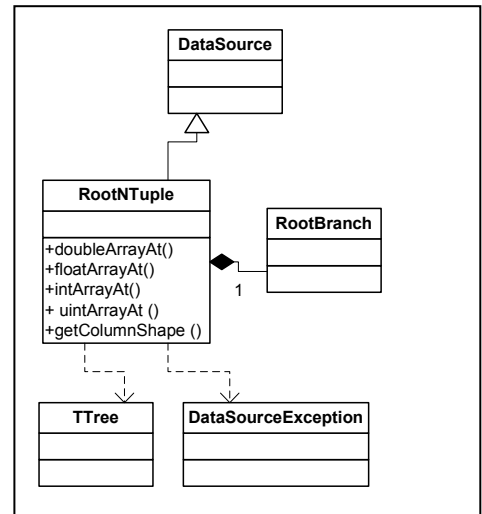 DataSource
RootNTuple
+doubleArrayAt()
+floatArrayAt()
+intArrayAt()
+ uintArrayAt ()
+getColumnShape ()
RootBranch
1
TTree
DataSourceException